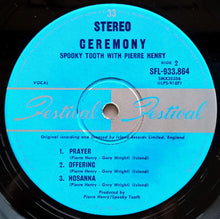 33
STEREO
CEREMONY
SPOOKY TOOTH WITH PIERRE HENRY
SIDE 2
SFL-933.864
VOCAL
Festival Festival
Original recording was produced by Island Records Limited, England
1. PRAYER
(Pierre Henry - Gary Wright) (Island)
2. OFFERING
(Pierre Henry - Gary Wright) (Island)
3. HOSANNA
(Pierre Henry - Gary Wright) (Island)
Produced by
Pierre Henry/Spooky Tooth